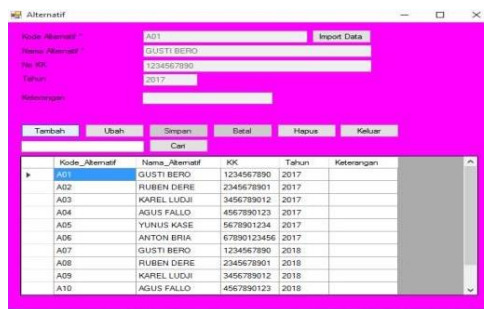 Alternatif
Kode Alternatif * A01 Import Data
Nama Alternatif * GUSTI BERO
No KK 1234567890
Tahun 2017
Keterangan
Tambah Ubah Simpan Batal Hapus Keluar
Cari
Kode_Alternatif Nama_Alternatif KK Tahun Keterangan
A01 GUSTI BERO 1234567890 2017
A02 RUBEN DERE 2345678901 2017
A03 KAREL LUDJI 3456789012 2017
A04 AGUS FALLO 4567890123 2017
A05 YUNUS KASE 5678901234 2017
A06 ANTON BRIA 67890123456 2017
A07 GUSTI BERO 1234567890 2018
A08 RUBEN DERE 2345678901 2018
A09 KAREL LUDJI 3456789012 2018
A10 AGUS FALLO 4567890123 2018